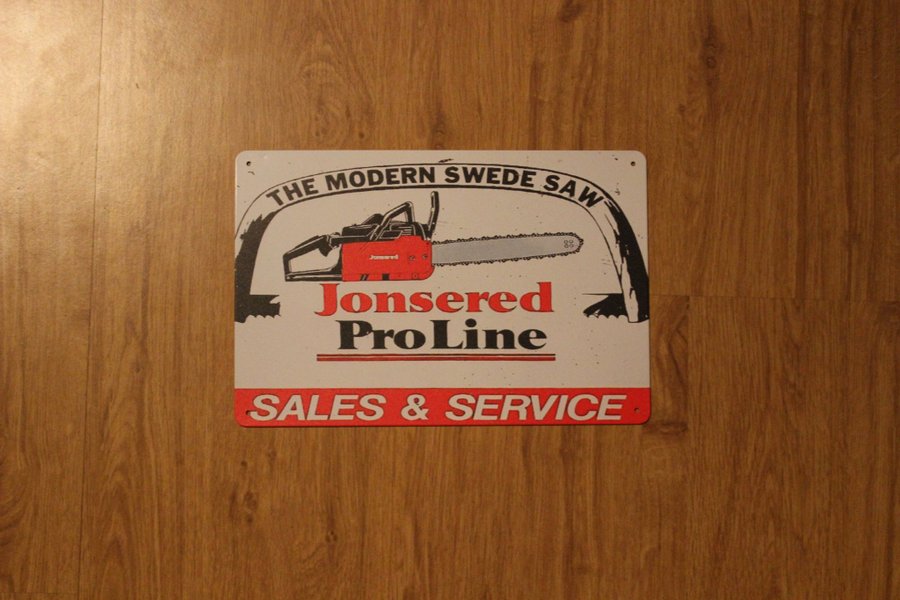 THE MODERN SWEDE SAW
Jonsered
Jonsered
ProLine
SALES & SERVICE